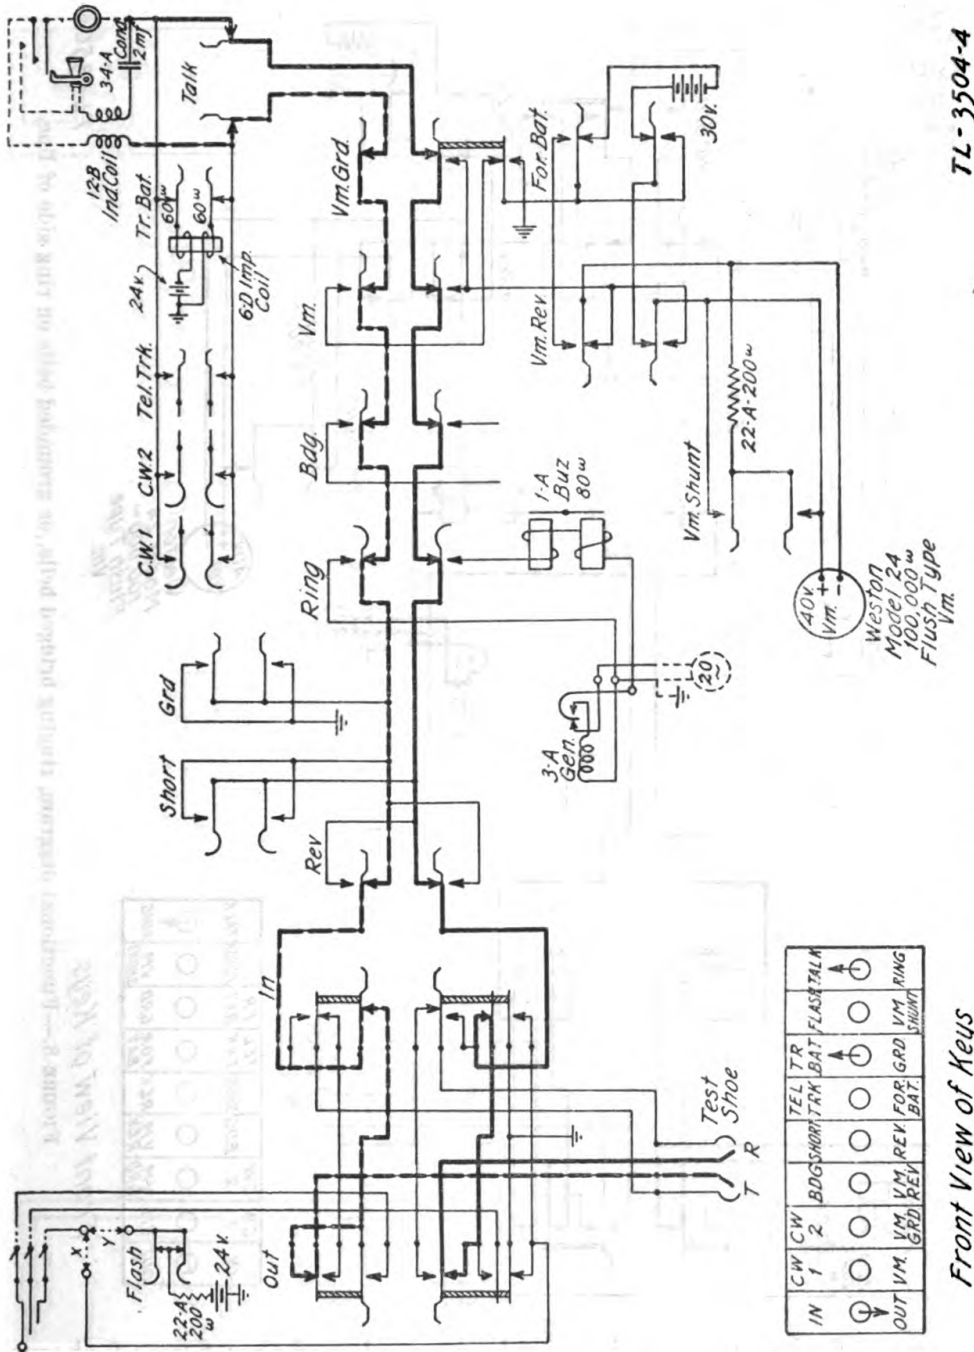 TL-3504-4
34-A
Cond.
2mf
12-B
Ind Coil
Talk
Tr. Bat.
60ω
60ω
24v.
6D Imp.
Coil
Tel. Trk.
C.W.2
C.W.1
Vm. Grd.
Vm.
Bdg
Ring
Grd
Short
Rev
In
Out
Flash
X
Y
22-A
200
ω
24v.
For. Bat.
30v.
Vm. Rev
22-A-200ω
Vm. Shunt
1-A
Buz
80ω
3-A
Gen.
20
~
40v
+
Vm. -
Weston
Model 24
100,000ω
Flush Type
Vm.
Test
Shoe
T R
IN
OUT
CW
1
VM.
CW
2
VM.
GRD
BDG
VM
REV
SHORT
REV.
TEL
TRK
FOR.
BAT.
TR
BAT
GRD
FLASH
VM
SHUNT
TALK
RING
Front View of Keys